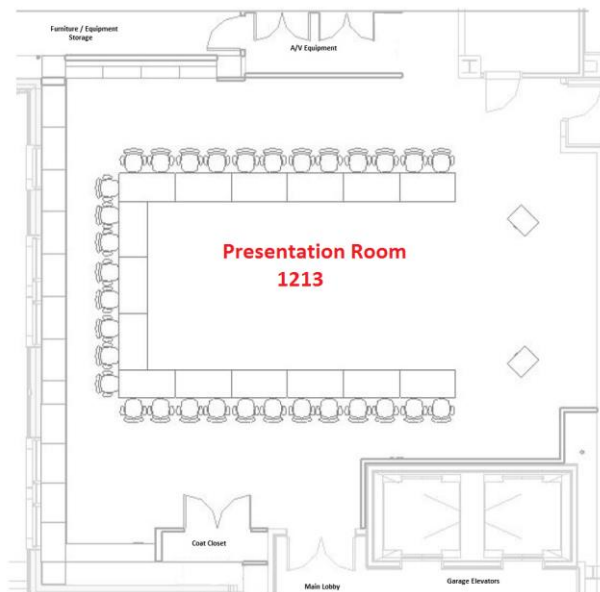 Furniture / Equipment
Storage
A/V Equipment
Presentation Room
1213
Coat Closet
Main Lobby
Garage Elevators